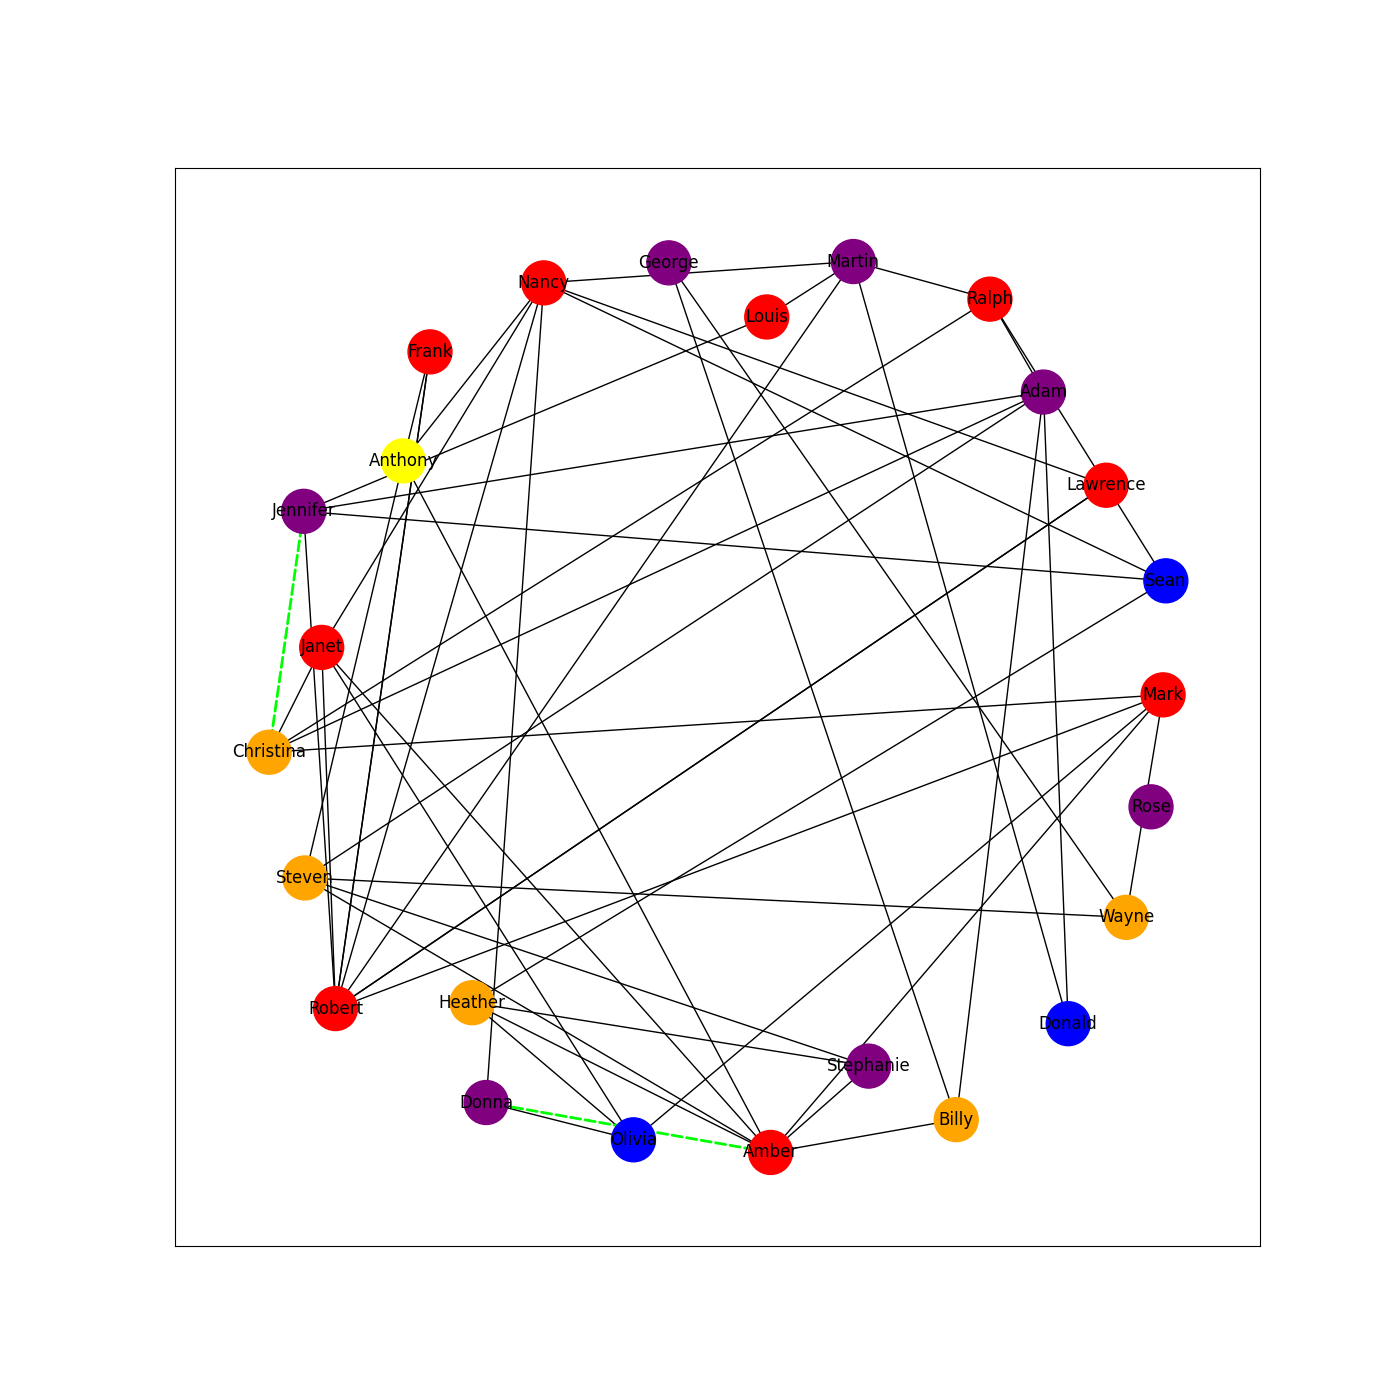 George
Martin
Nancy
Ralph
Louis
Frank
Adam
Anthony
Lawrence
Jennifer
Sean
Janet
Mark
Christina
Rose
Steven
Wayne
Heather
Robert
Donald
Stephanie
Donna
Billy
Olivia
Amber